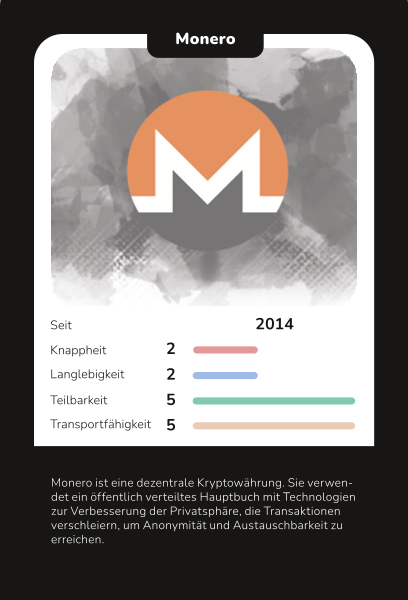 Monero
Seit 2014
Knappheit 2
Langlebigkeit 2
Teilbarkeit 5
Transportfähigkeit 5
Monero ist eine dezentrale Kryptowährung. Sie verwen-
det ein öffentlich verteiltes Hauptbuch mit Technologien
zur Verbesserung der Privatsphäre, die Transaktionen
verschleiern, um Anonymität und Austauschbarkeit zu
erreichen.